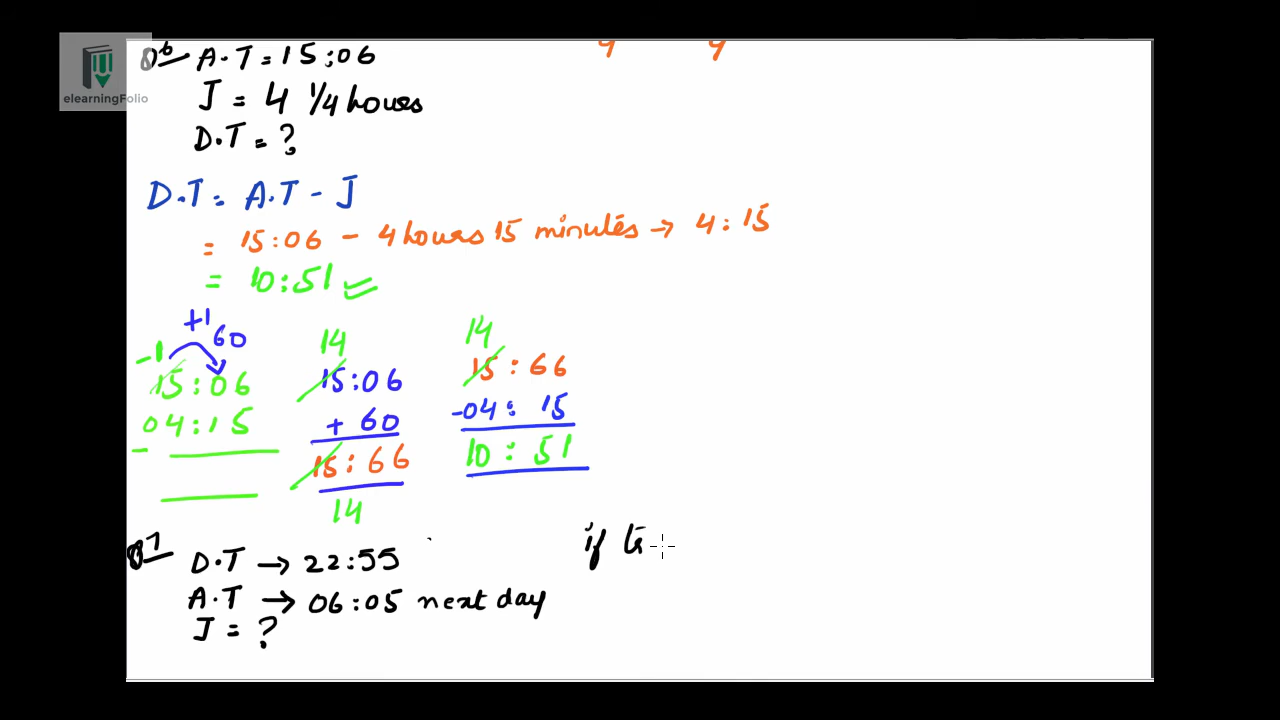 Q6 A.T = 15:06
elearningFolio
J = 4 1/4 hours
D.T = ?
D.T = A.T - J
= 15:06 - 4 hours 15 minutes → 4:15
= 10:51
+1 60
-1
15:06
04:15
-
14
15:06
+ 60
15:66
14
14
15:66
-04:15
10:51
Q7 D.T → 22:55
A.T → 06:05 next day
J = ?
if tr